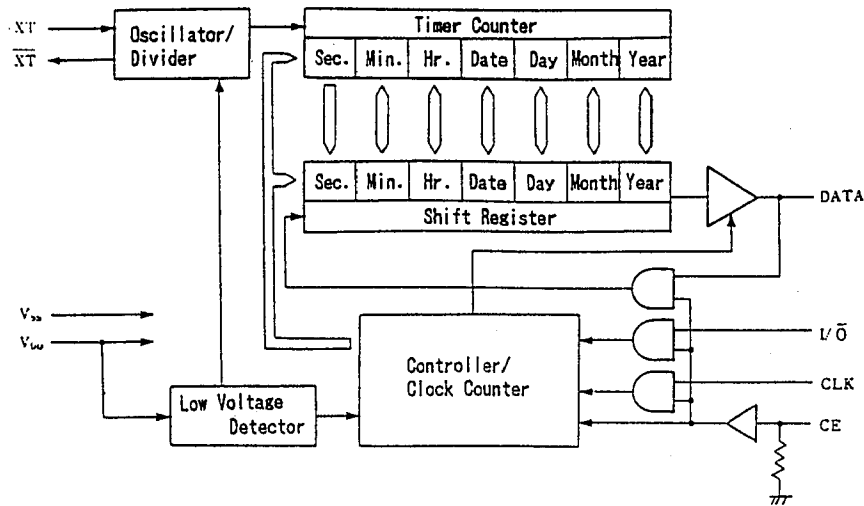 XT
XT
Oscillator/
Divider
Timer Counter
Sec. Min. Hr. Date Day Month Year
Sec. Min. Hr. Date Day Month Year
Shift Register
DATA
I/O̅
CLK
CE
Controller/
Clock Counter
Low Voltage
Detector